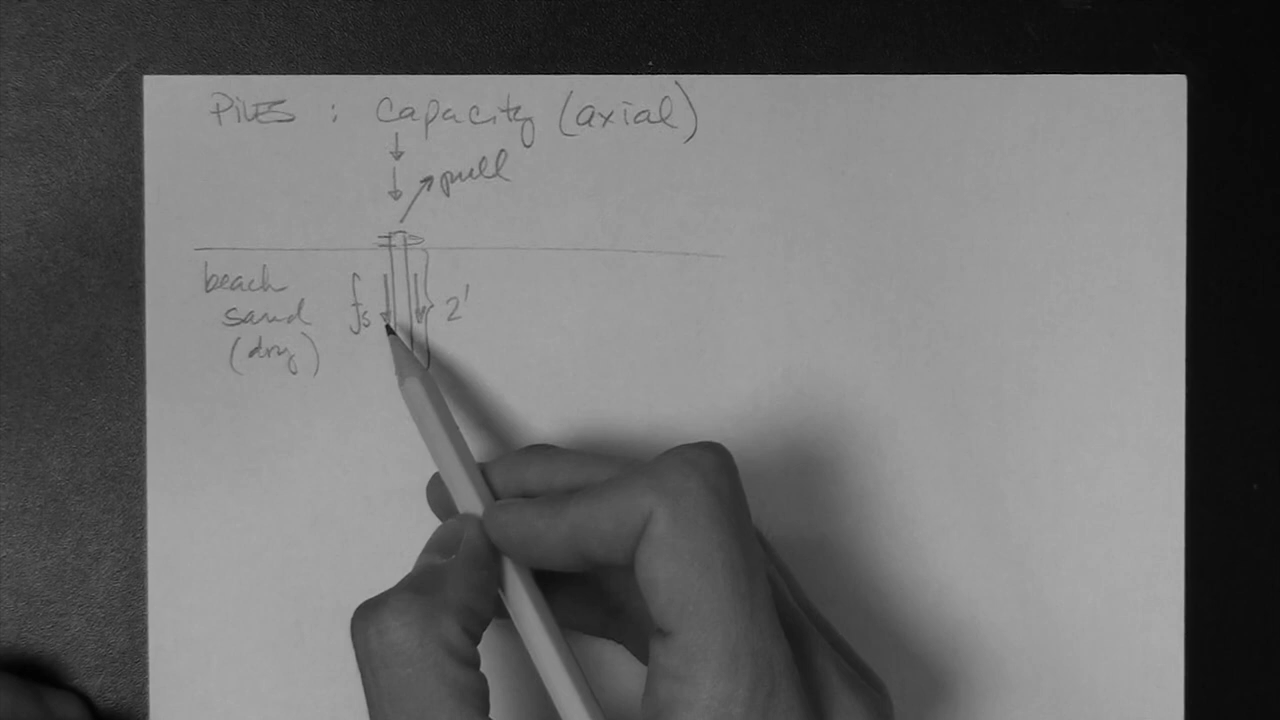 PILES : capacity (axial)
pull
beach
sand
(dry)
fs
2'